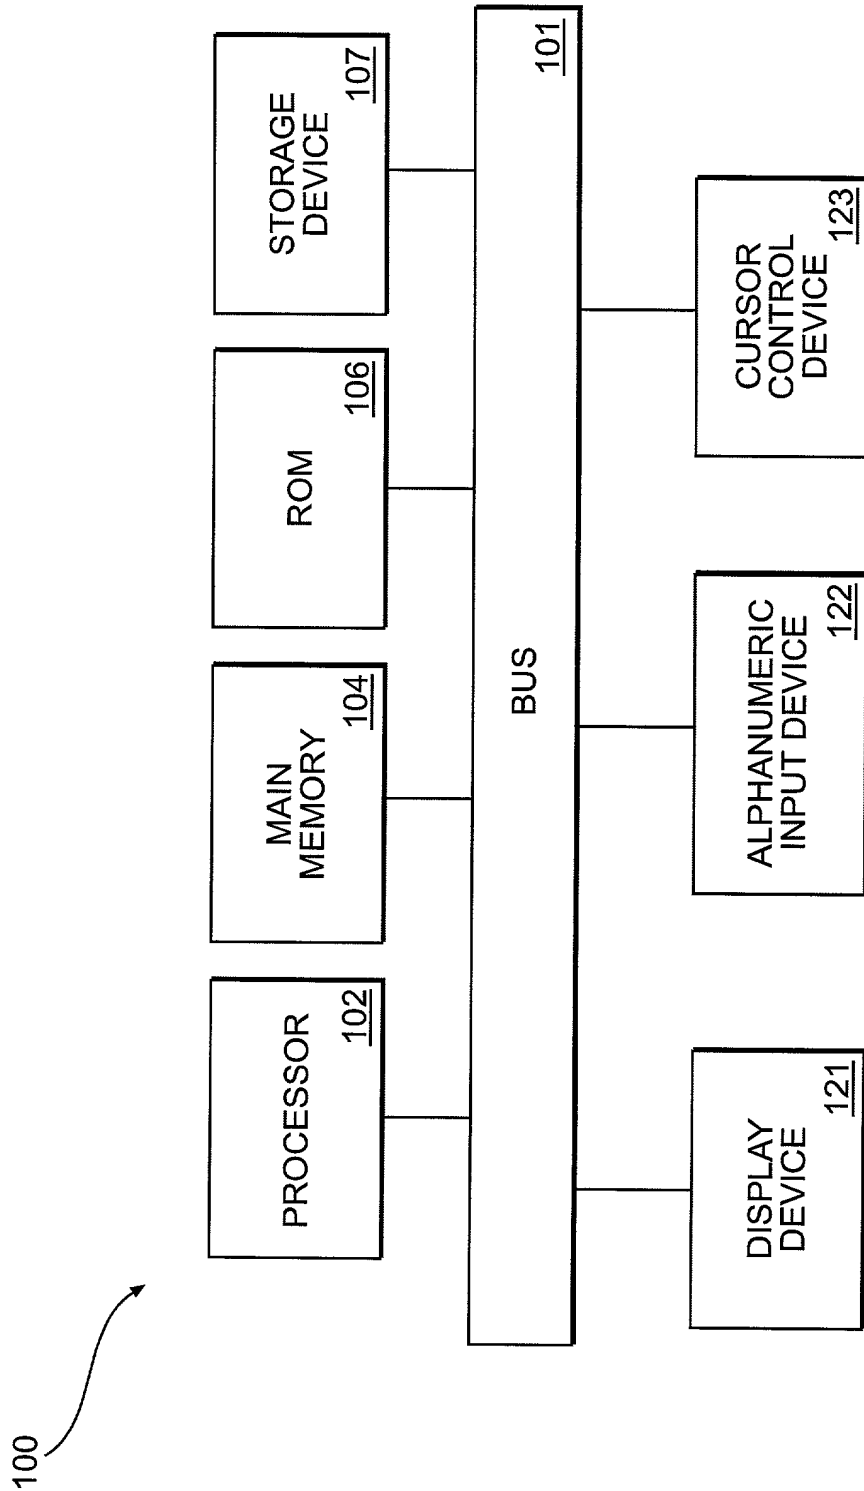 100
PROCESSOR
102
MAIN
MEMORY
104
ROM
106
STORAGE
DEVICE
107
BUS
101
DISPLAY
DEVICE
121
ALPHANUMERIC
INPUT DEVICE
122
CURSOR
CONTROL
DEVICE
123